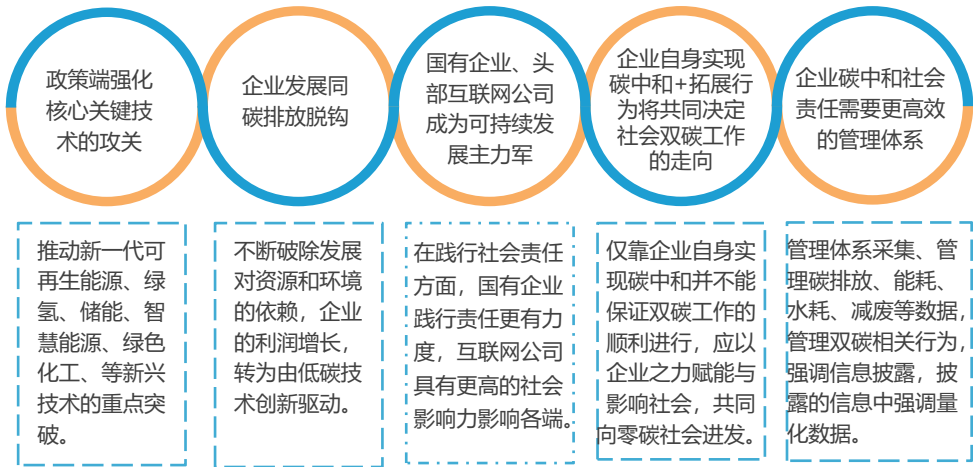 政策端强化
核心关键技
术的攻关
企业发展同
碳排放脱钩
国有企业、头
部互联网公司
成为可持续发
展主力军
企业自身实现
碳中和+拓展行
为将共同决定
社会双碳工作
的走向
企业碳中和社会
责任需要更高效
的管理体系
推动新一代可
再生能源、绿
氢、储能、智
慧能源、绿色
化工、等新兴
技术的重点突
破。
不断破除发展
对资源和环境
的依赖，企业
的利润增长，
转为由低碳技
术创新驱动。
在践行社会责任
方面，国有企业
践行责任更有力
度，互联网公司
具有更高的社会
影响力影响各端。
仅靠企业自身实
现碳中和并不能
保证双碳工作的
顺利进行，应以
企业之力赋能与
影响社会，共同
向零碳社会进发。
管理体系采集、管
理碳排放、能耗、
水耗、减废等数据，
管理双碳相关行为，
强调信息披露，披
露的信息中强调量
化数据。